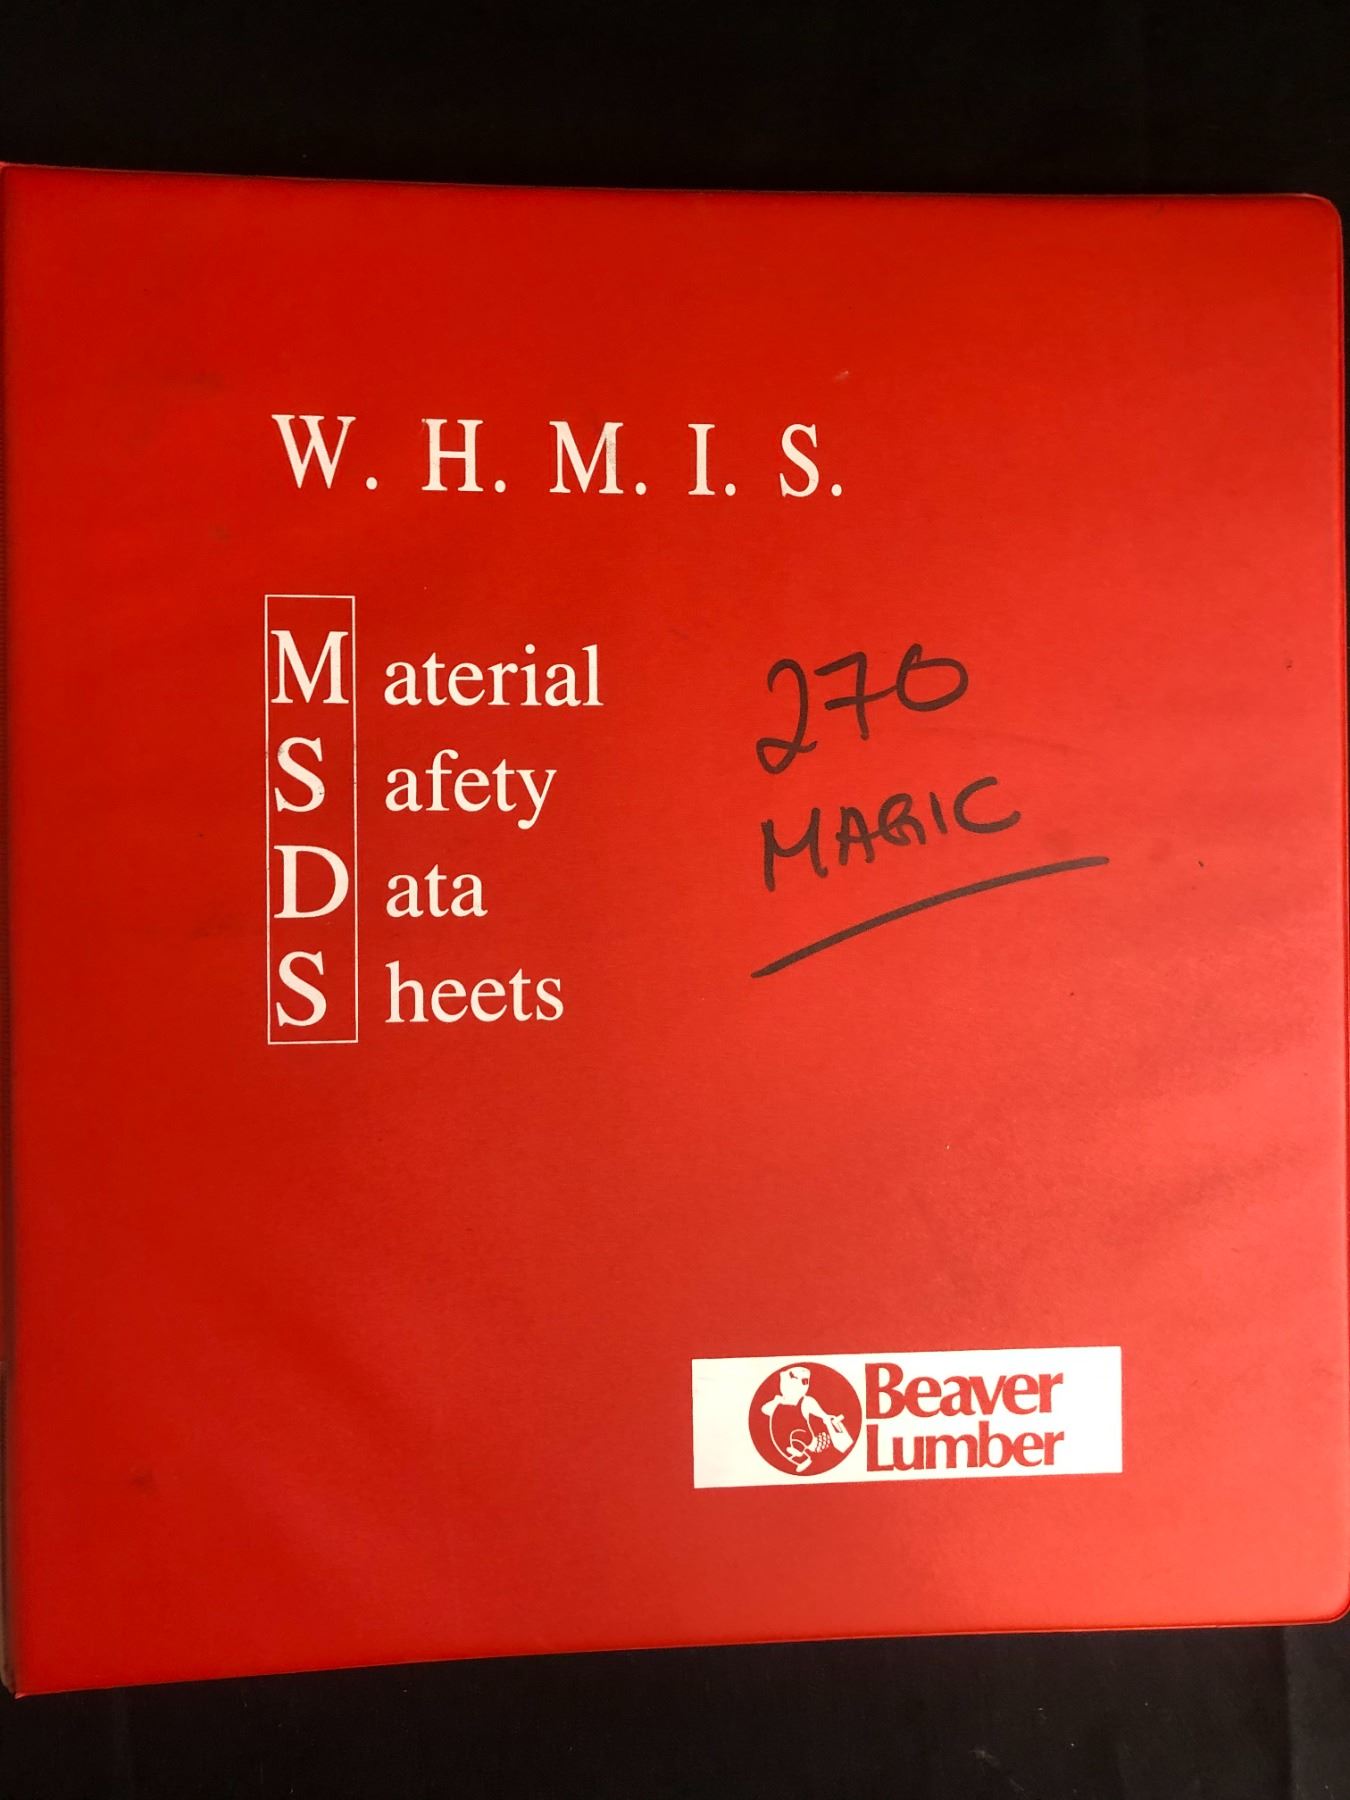 W. H. M. I. S.
Material
Safety
Data
Sheets
270
MAGIC
Beaver
Lumber